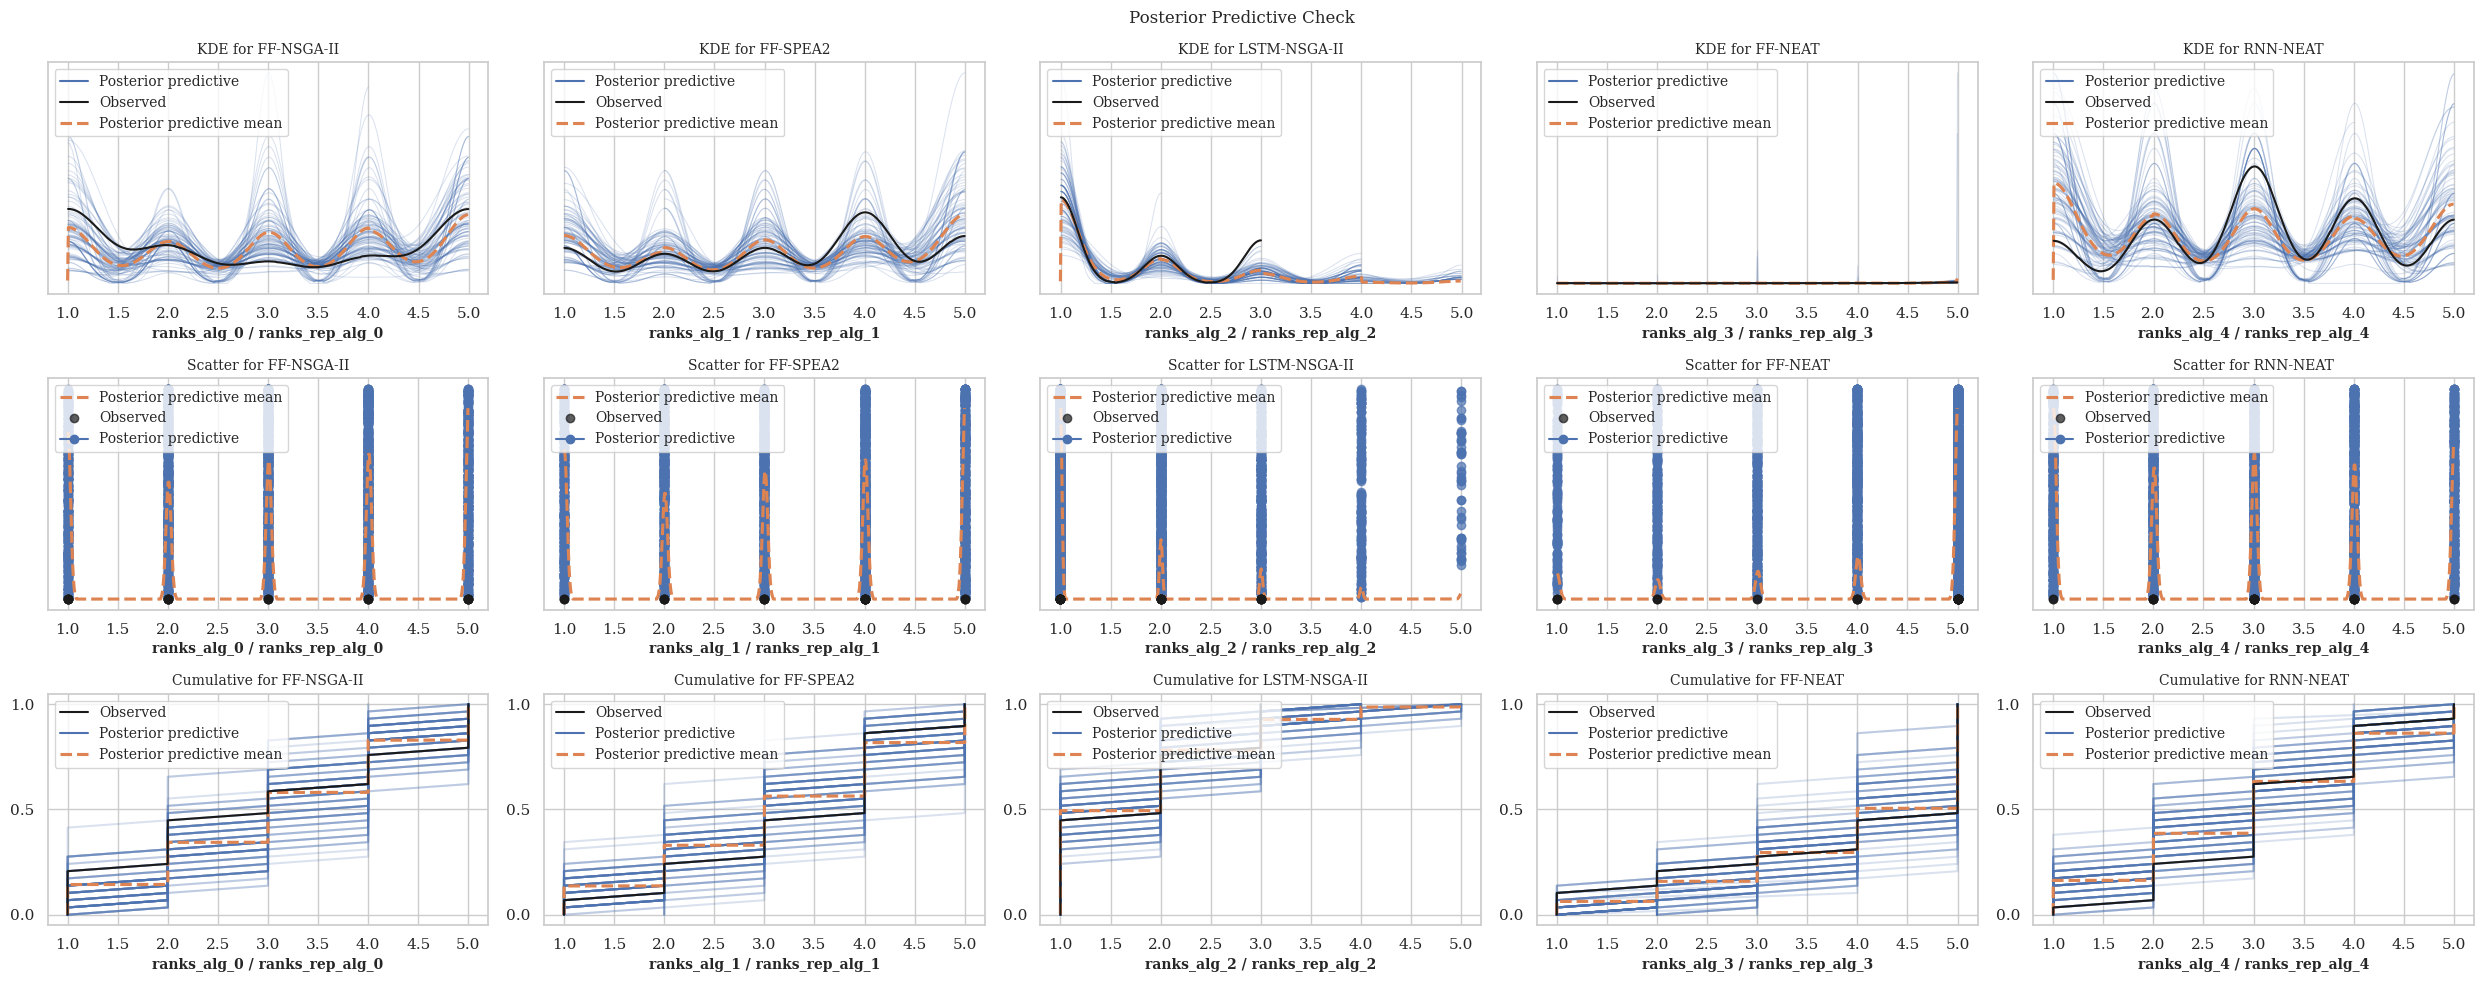 Posterior Predictive Check
KDE for FF-NSGA-II
Posterior predictive
Observed
Posterior predictive mean
1.0 1.5 2.0 2.5 3.0 3.5 4.0 4.5 5.0
ranks_alg_0 / ranks_rep_alg_0
KDE for FF-SPEA2
Posterior predictive
Observed
Posterior predictive mean
1.0 1.5 2.0 2.5 3.0 3.5 4.0 4.5 5.0
ranks_alg_1 / ranks_rep_alg_1
KDE for LSTM-NSGA-II
Posterior predictive
Observed
Posterior predictive mean
1.0 1.5 2.0 2.5 3.0 3.5 4.0 4.5 5.0
ranks_alg_2 / ranks_rep_alg_2
KDE for FF-NEAT
Posterior predictive
Observed
Posterior predictive mean
1.0 1.5 2.0 2.5 3.0 3.5 4.0 4.5 5.0
ranks_alg_3 / ranks_rep_alg_3
KDE for RNN-NEAT
Posterior predictive
Observed
Posterior predictive mean
1.0 1.5 2.0 2.5 3.0 3.5 4.0 4.5 5.0
ranks_alg_4 / ranks_rep_alg_4
Scatter for FF-NSGA-II
Posterior predictive mean
Observed
Posterior predictive
1.0 1.5 2.0 2.5 3.0 3.5 4.0 4.5 5.0
ranks_alg_0 / ranks_rep_alg_0
Scatter for FF-SPEA2
Posterior predictive mean
Observed
Posterior predictive
1.0 1.5 2.0 2.5 3.0 3.5 4.0 4.5 5.0
ranks_alg_1 / ranks_rep_alg_1
Scatter for LSTM-NSGA-II
Posterior predictive mean
Observed
Posterior predictive
1.0 1.5 2.0 2.5 3.0 3.5 4.0 4.5 5.0
ranks_alg_2 / ranks_rep_alg_2
Scatter for FF-NEAT
Posterior predictive mean
Observed
Posterior predictive
1.0 1.5 2.0 2.5 3.0 3.5 4.0 4.5 5.0
ranks_alg_3 / ranks_rep_alg_3
Scatter for RNN-NEAT
Posterior predictive mean
Observed
Posterior predictive
1.0 1.5 2.0 2.5 3.0 3.5 4.0 4.5 5.0
ranks_alg_4 / ranks_rep_alg_4
Cumulative for FF-NSGA-II
Observed
Posterior predictive
Posterior predictive mean
1.0
0.5
0.0
1.0 1.5 2.0 2.5 3.0 3.5 4.0 4.5 5.0
ranks_alg_0 / ranks_rep_alg_0
Cumulative for FF-SPEA2
Observed
Posterior predictive
Posterior predictive mean
1.0
0.5
0.0
1.0 1.5 2.0 2.5 3.0 3.5 4.0 4.5 5.0
ranks_alg_1 / ranks_rep_alg_1
Cumulative for LSTM-NSGA-II
Observed
Posterior predictive
Posterior predictive mean
1.0
0.5
0.0
1.0 1.5 2.0 2.5 3.0 3.5 4.0 4.5 5.0
ranks_alg_2 / ranks_rep_alg_2
Cumulative for FF-NEAT
Observed
Posterior predictive
Posterior predictive mean
1.0
0.5
0.0
1.0 1.5 2.0 2.5 3.0 3.5 4.0 4.5 5.0
ranks_alg_3 / ranks_rep_alg_3
Cumulative for RNN-NEAT
Observed
Posterior predictive
Posterior predictive mean
1.0
0.5
0.0
1.0 1.5 2.0 2.5 3.0 3.5 4.0 4.5 5.0
ranks_alg_4 / ranks_rep_alg_4